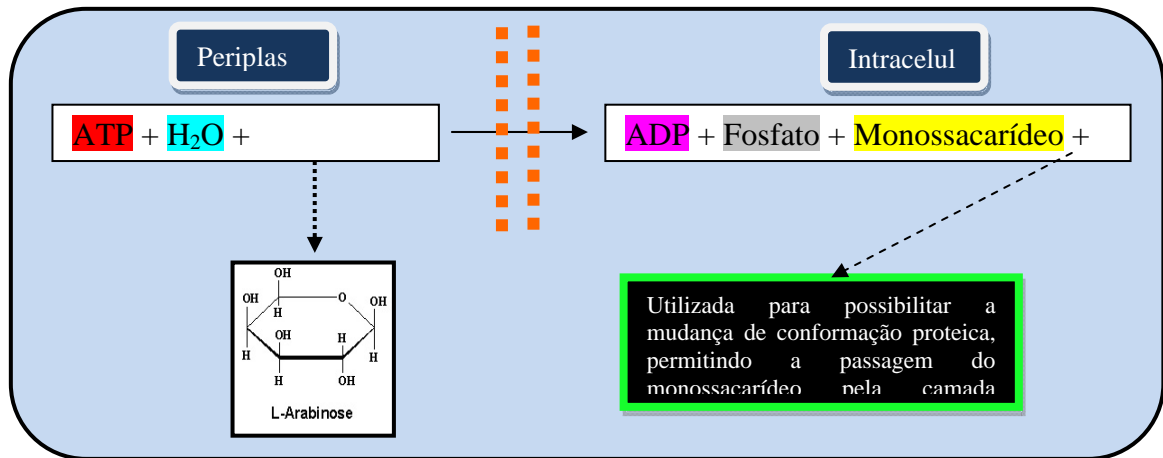 Periplas
Intracelul
ATP + H₂O +
ADP + Fosfato + Monossacarídeo +
OH
OH
O
OH
H
OH
H
H
H
H
OH
L-Arabinose
Utilizada para possibilitar a
mudança de conformação proteica,
permitindo a passagem do
monossacarídeo pela camada